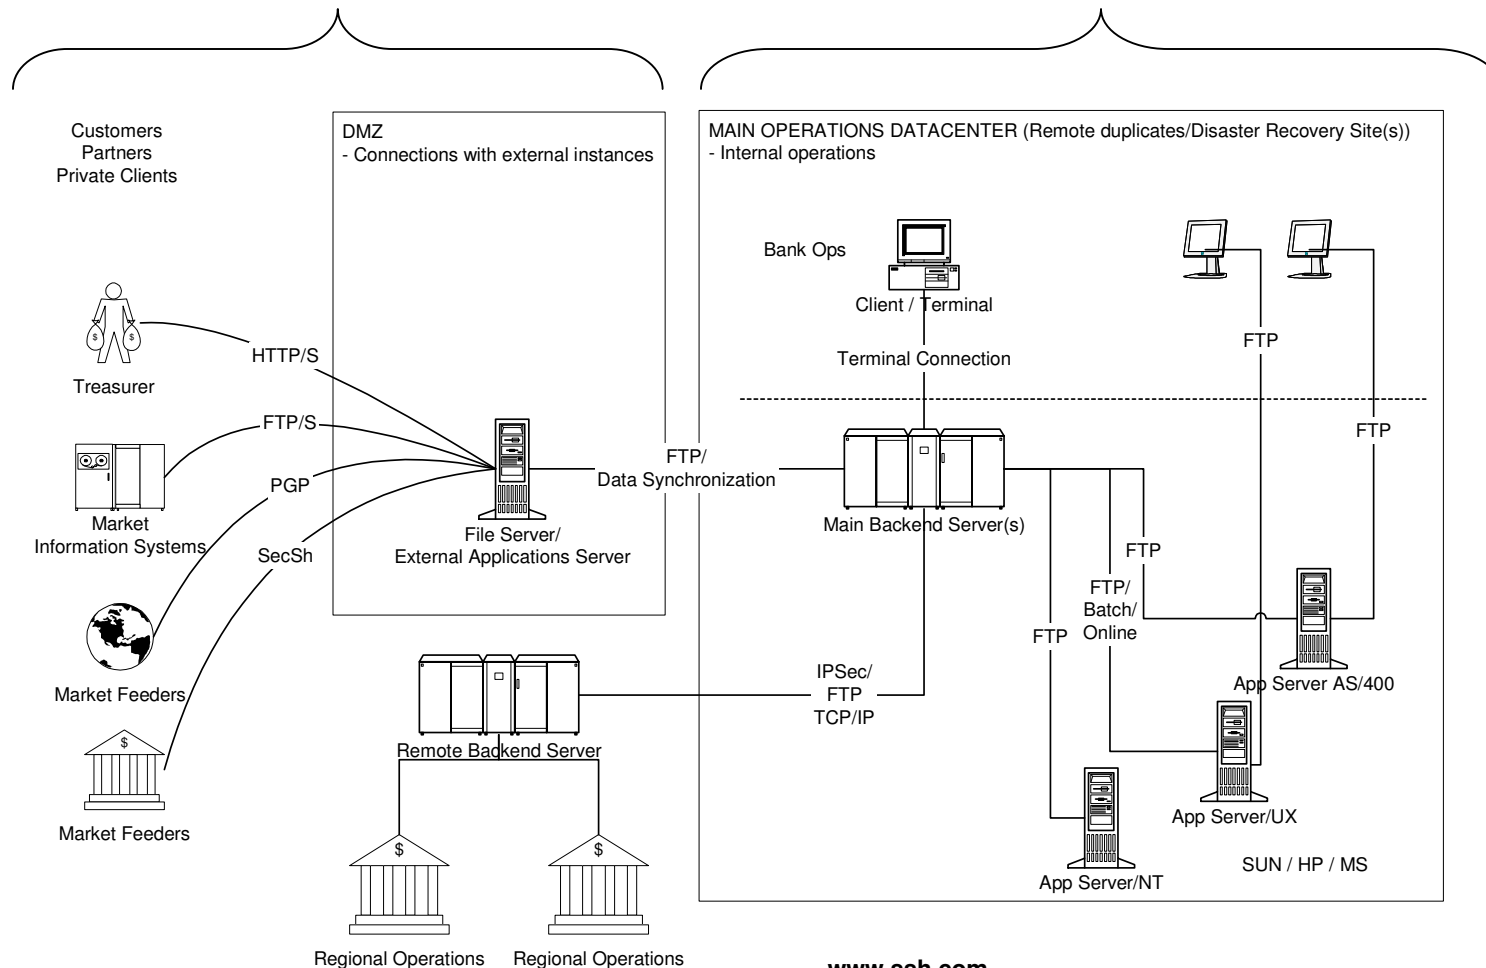 Customers
Partners
Private Clients
DMZ
- Connections with external instances
MAIN OPERATIONS DATACENTER (Remote duplicates/Disaster Recovery Site(s))
- Internal operations
Bank Ops
Client / Terminal
Terminal Connection
FTP
FTP
Treasurer
HTTP/S
FTP/S
PGP
SecSh
Market
Information Systems
Market Feeders
Market Feeders
File Server/
External Applications Server
FTP/
Data Synchronization
Main Backend Server(s)
FTP
FTP/
Batch/
Online
FTP
IPSec/
FTP
TCP/IP
App Server AS/400
App Server/UX
App Server/NT
SUN / HP / MS
Remote Backend Server
$
$
$
$
$
Regional Operations
Regional Operations
www.ssh.com